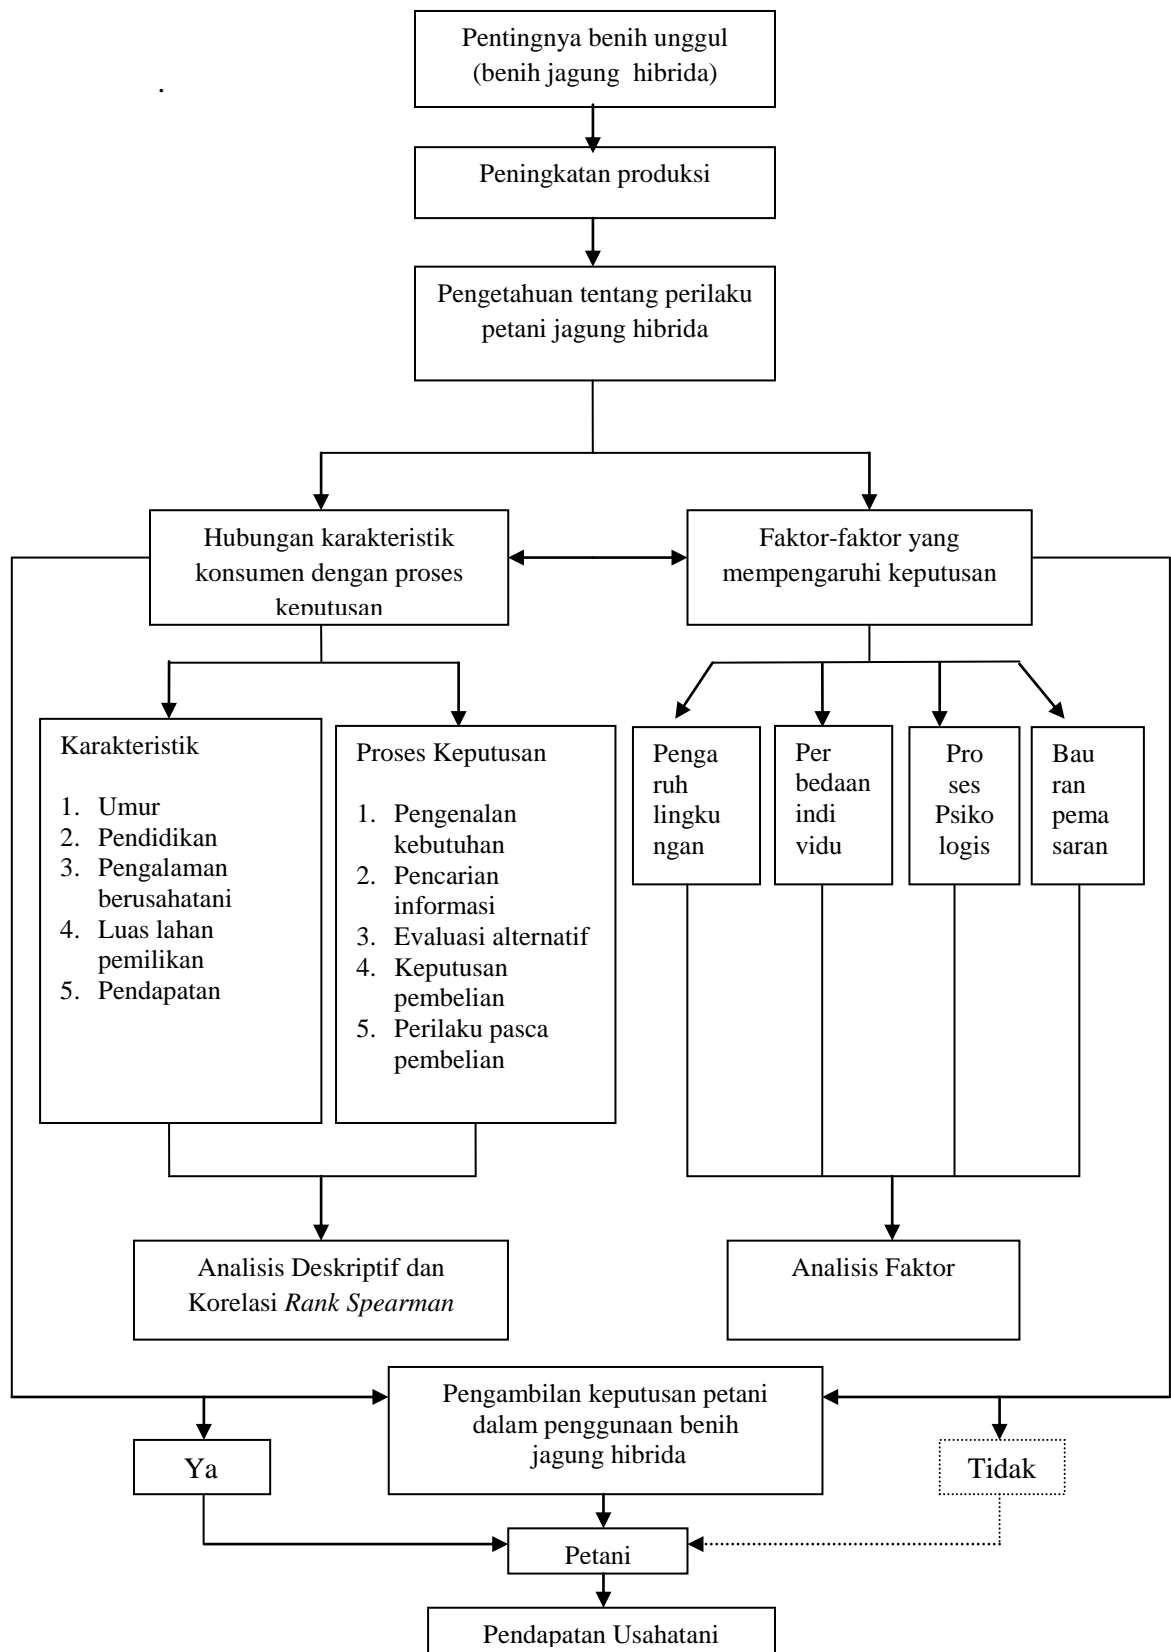 Pentingnya benih unggul
(benih jagung hibrida)
.
Peningkatan produksi
Pengetahuan tentang perilaku
petani jagung hibrida
Hubungan karakteristik
konsumen dengan proses
keputusan
Faktor-faktor yang
mempengaruhi keputusan
Karakteristik
1. Umur
2. Pendidikan
3. Pengalaman
berusahatani
4. Luas lahan
pemilikan
5. Pendapatan
Proses Keputusan
1. Pengenalan
kebutuhan
2. Pencarian
informasi
3. Evaluasi alternatif
4. Keputusan
pembelian
5. Perilaku pasca
pembelian
Penga
ruh
lingku
ngan
Per
bedaan
indi
vidu
Pro
ses
Psiko
logis
Bau
ran
pema
saran
Analisis Deskriptif dan
Korelasi Rank Spearman
Analisis Faktor
Pengambilan keputusan petani
dalam penggunaan benih
jagung hibrida
Ya
Tidak
Petani
Pendapatan Usahatani